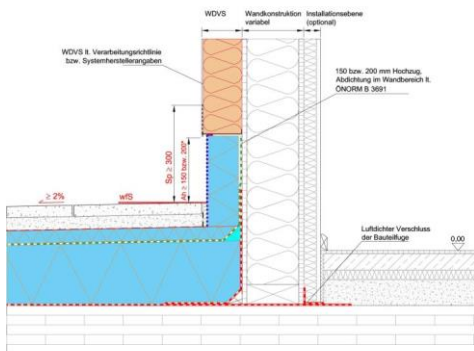 WDVS
Wandkonstruktion
variabel
Installationsebene
(optional)
WDVS lt. Verarbeitungsrichtlinie
bzw. Systemherstellerangaben
150 bzw. 200 mm Hochzug,
Abdichtung im Wandbereich lt.
ÖNORM B 3691
Sp ≥ 300
Ah ≥ 150 bzw. 200*
≥ 2%
wfS
Luftdichter Verschluss
der Bauteilfuge
0,00